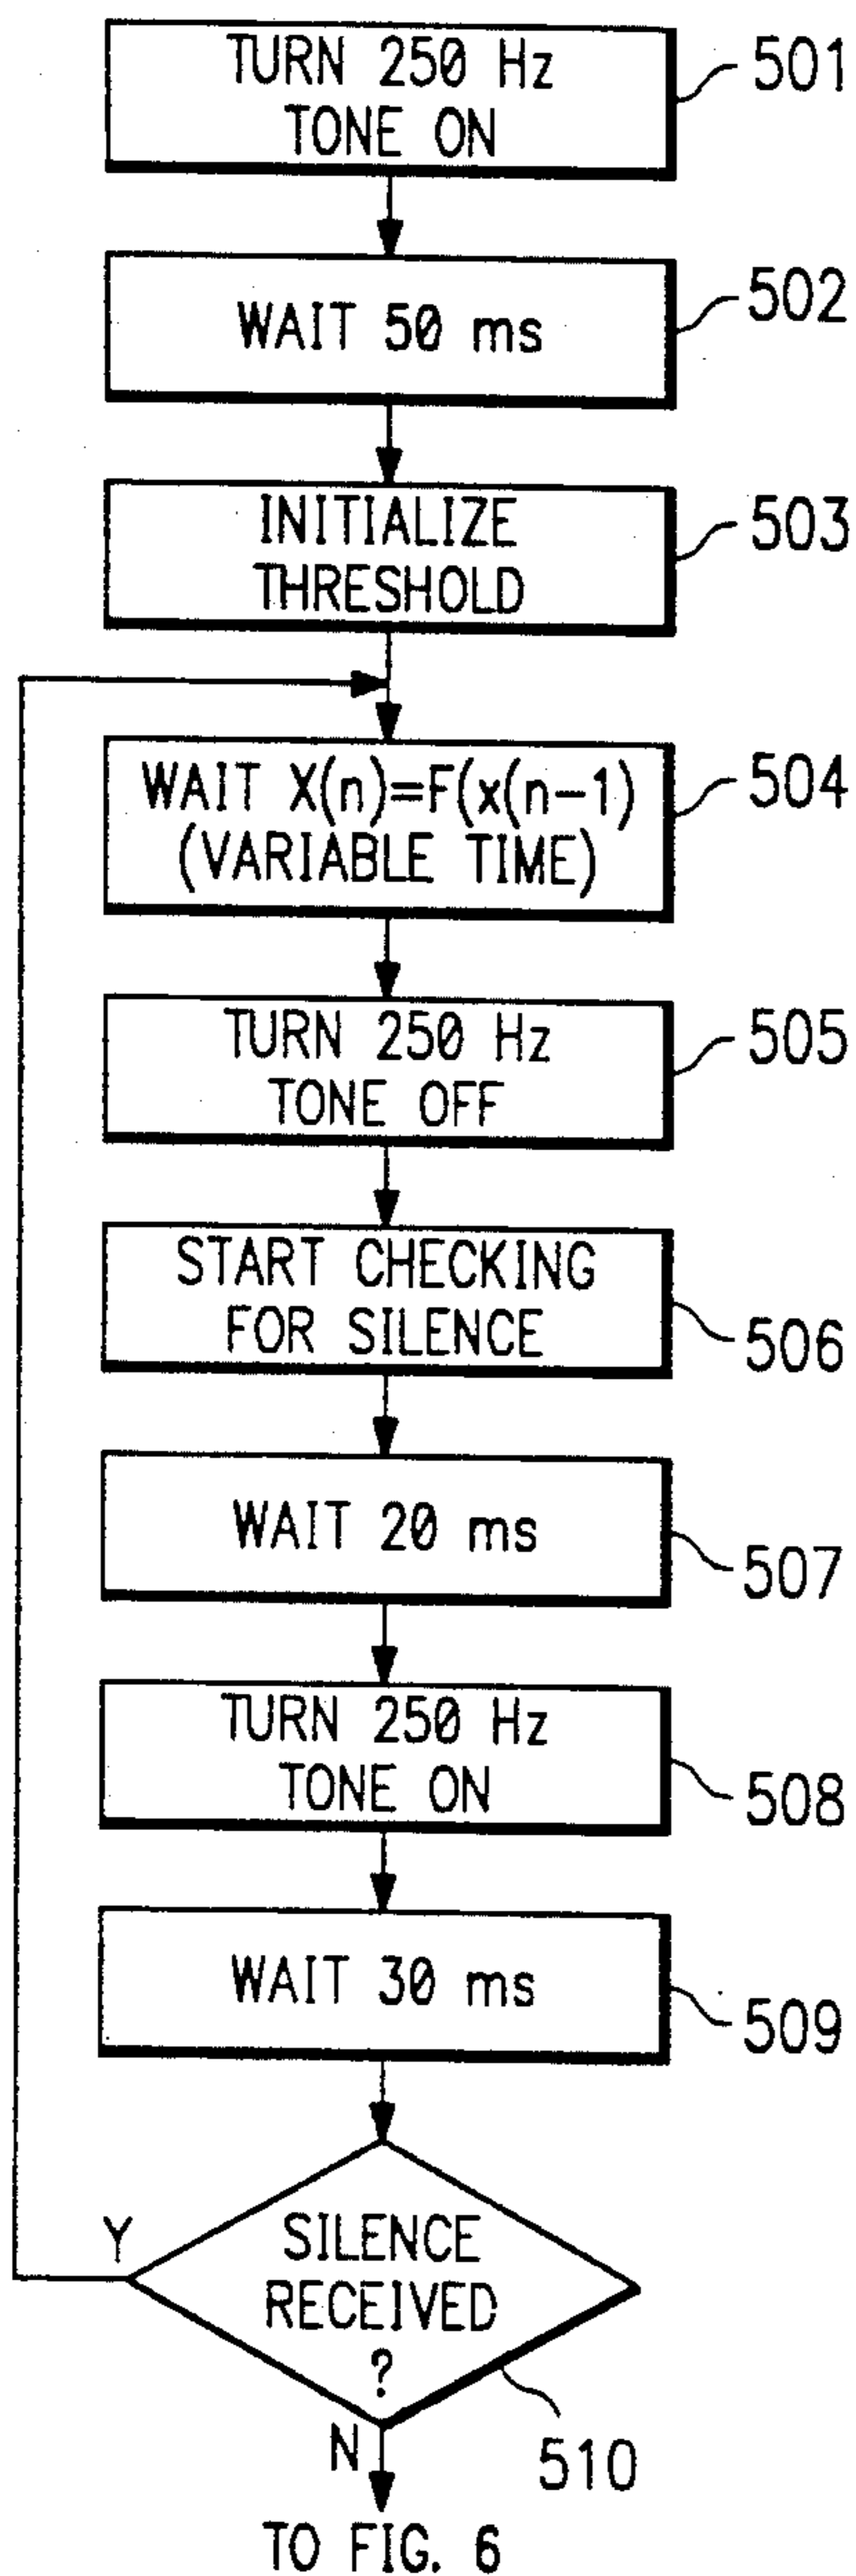 TURN 250 Hz
TONE ON
501
WAIT 50 ms
502
INITIALIZE
THRESHOLD
503
WAIT X(n)=F(x(n-1)
(VARIABLE TIME)
504
TURN 250 Hz
TONE OFF
505
START CHECKING
FOR SILENCE
506
WAIT 20 ms
507
TURN 250 Hz
TONE ON
508
WAIT 30 ms
509
Y
SILENCE
RECEIVED
?
510
N
TO FIG. 6